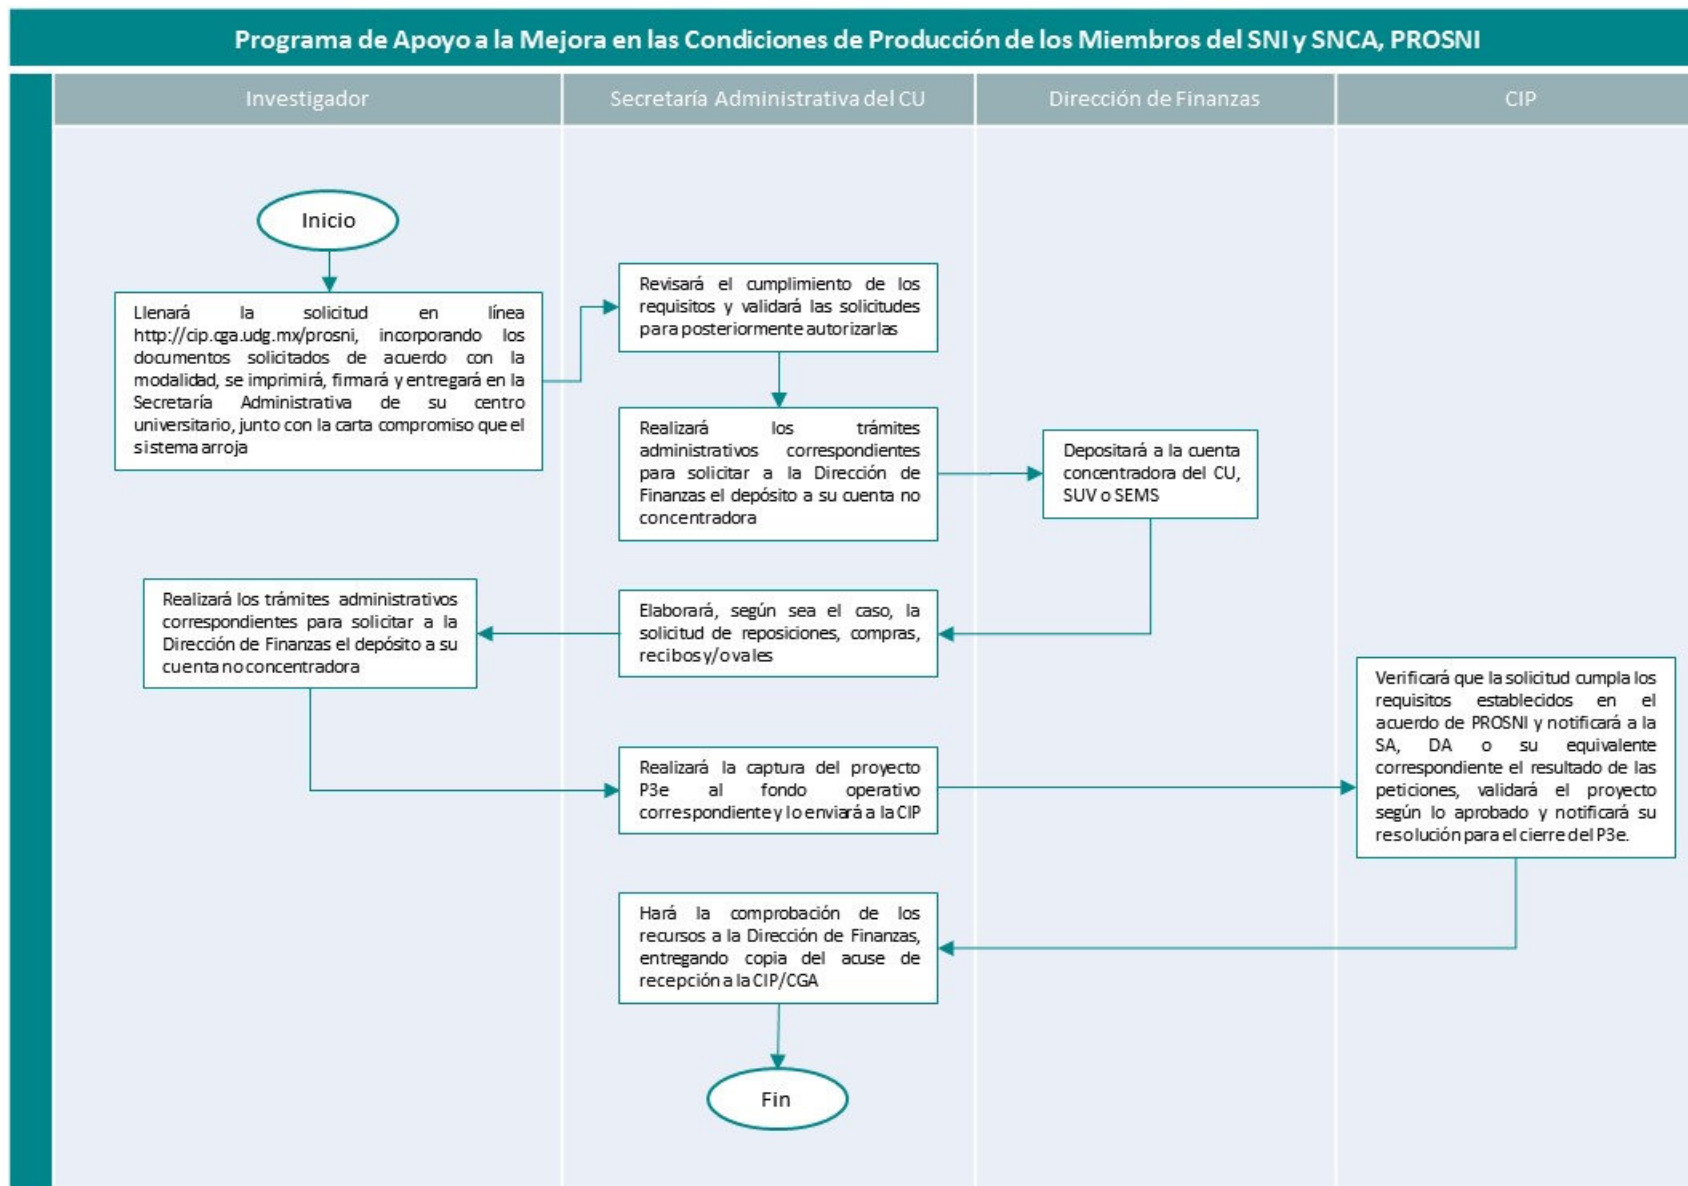 Programa de Apoyo a la Mejora en las Condiciones de Producción de los Miembros del SNI y SNCA, PROSNI
Investigador
Secretaría Administrativa del CU
Dirección de Finanzas
CIP
Inicio
Llenará la solicitud en línea
http://cip.cga.udg.mx/prosni, incorporando los
documentos solicitados de acuerdo con la
modalidad, se imprimirá, firmará y entregará en la
Secretaría Administrativa de su centro
universitario, junto con la carta compromiso que el
sistema arroja
Revisará el cumplimiento de los
requisitos y validará las solicitudes
para posteriormente autorizarlas
Realizará los trámites
administrativos correspondientes
para solicitar a la Dirección de
Finanzas el depósito a su cuenta no
concentradora
Depositará a la cuenta
concentradora del CU,
SUV o SEMS
Elaborará, según sea el caso, la
solicitud de reposiciones, compras,
recibos y/o vales
Realizará los trámites administrativos
correspondientes para solicitar a la
Dirección de Finanzas el depósito a su
cuenta no concentradora
Realizará la captura del proyecto
P3e al fondo operativo
correspondiente y lo enviará a la CIP
Verificará que la solicitud cumpla los
requisitos establecidos en el
acuerdo de PROSNI y notificará a la
SA, DA o su equivalente
correspondiente el resultado de las
peticiones, validará el proyecto
según lo aprobado y notificará su
resolución para el cierre del P3e.
Hará la comprobación de los
recursos a la Dirección de Finanzas,
entregando copia del acuse de
recepción a la CIP/CGA
Fin